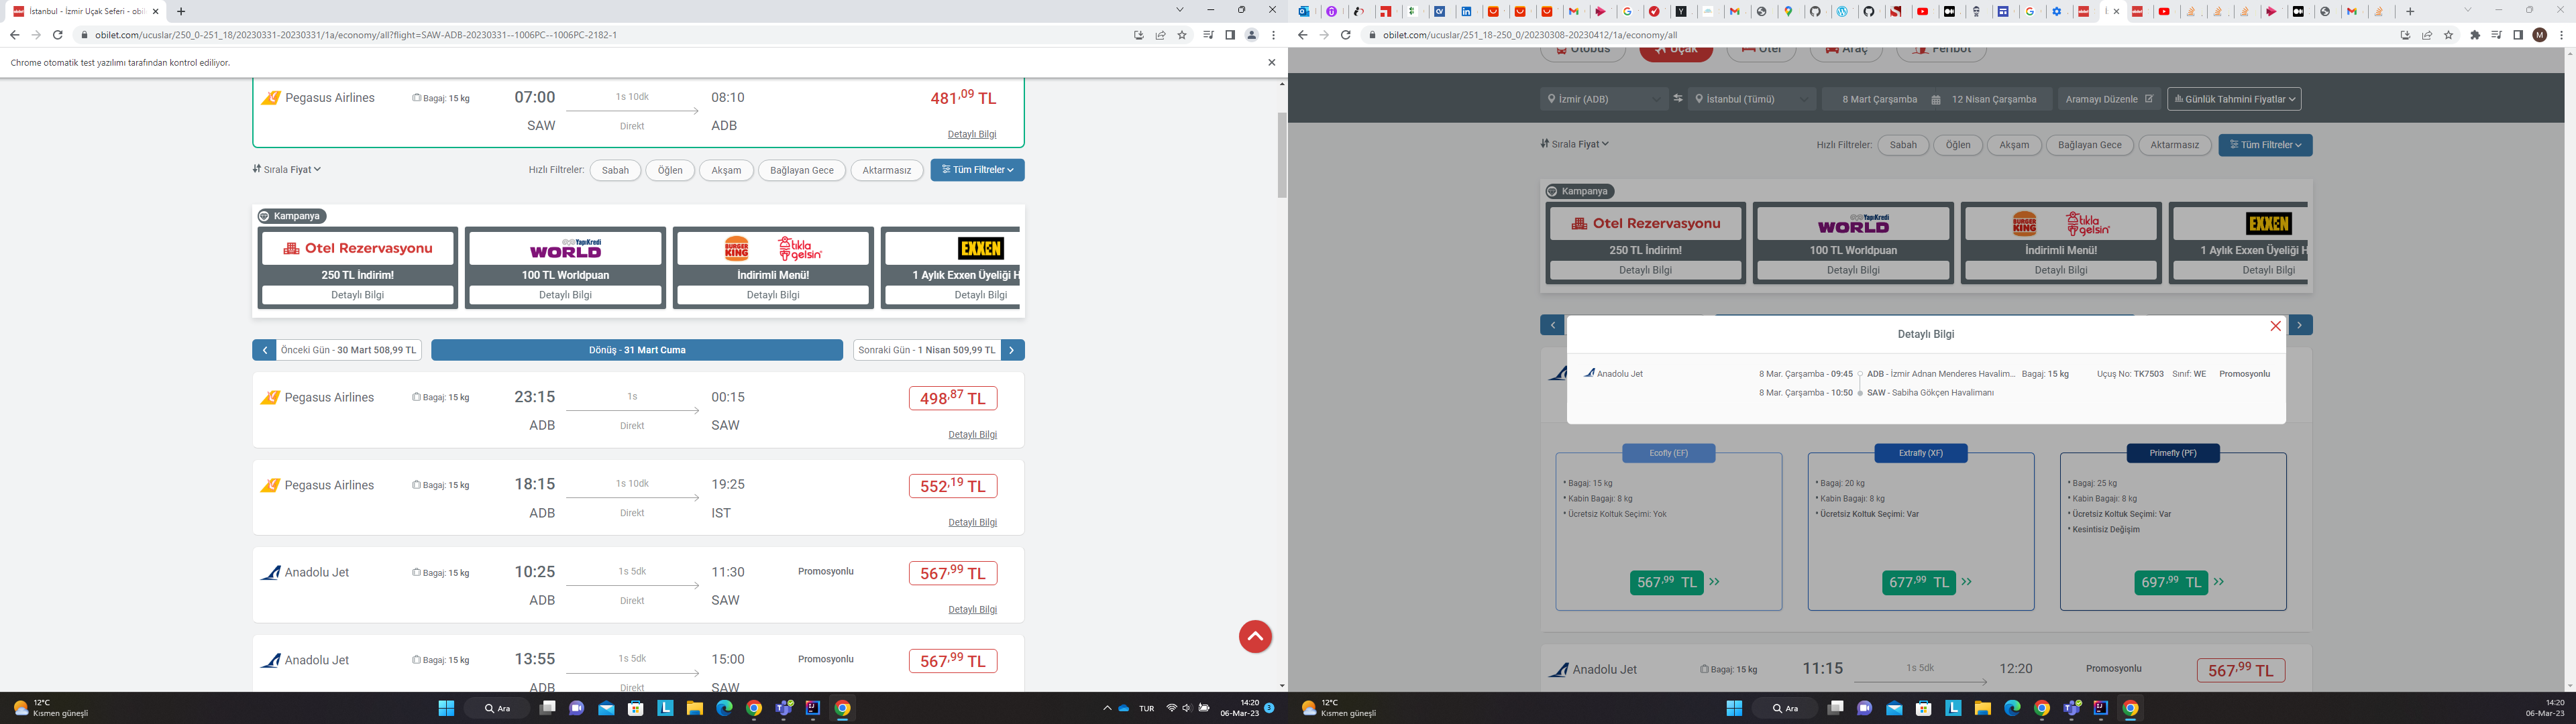 İstanbul - İzmir Uçak Seferi - obil
obilet.com/ucuslar/250_0-251_18/20230331-20230331/1a/economy/all?flight=SAW-ADB-20230331--1006PC--1006PC-2182-1
Chrome otomatik test yazılımı tarafından kontrol ediliyor.
Pegasus Airlines Bagaj: 15 kg 07:00 1s 10dk 08:10 481,09 TL
SAW Direkt ADB
Detaylı Bilgi
Sırala Fiyat Hızlı Filtreler: Sabah Öğlen Akşam Bağlayan Gece Aktarmasız Tüm Filtreler
Kampanya
Otel Rezervasyonu YapıKredi WORLD BURGER KING tıkla gelsin EXXEN
250 TL İndirim! 100 TL Worldpuan İndirimli Menü! 1 Aylık Exxen Üyeliği H
Detaylı Bilgi Detaylı Bilgi Detaylı Bilgi Detaylı Bilgi
Önceki Gün - 30 Mart 508,99 TL Dönüş - 31 Mart Cuma Sonraki Gün - 1 Nisan 509,99 TL
Pegasus Airlines Bagaj: 15 kg 23:15 1s 00:15 498,87 TL
ADB Direkt SAW
Detaylı Bilgi
Pegasus Airlines Bagaj: 15 kg 18:15 1s 10dk 19:25 552,19 TL
ADB Direkt IST
Detaylı Bilgi
Anadolu Jet Bagaj: 15 kg 10:25 1s 5dk 11:30 Promosyonlu 567,99 TL
ADB Direkt SAW
Detaylı Bilgi
Anadolu Jet Bagaj: 15 kg 13:55 1s 5dk 15:00 Promosyonlu 567,99 TL
ADB Direkt SAW
12°C
Kısmen güneşli
Ara
TUR
14:20
06-Mar-23
3
obilet.com/ucuslar/251_18-250_0/20230308-20230412/1a/economy/all
M
Otobüs Uçak Otel Araç Feribot
İzmir (ADB) İstanbul (Tümü) 8 Mart Çarşamba 12 Nisan Çarşamba Aramayı Düzenle Günlük Tahmini Fiyatlar
Sırala Fiyat Hızlı Filtreler: Sabah Öğlen Akşam Bağlayan Gece Aktarmasız Tüm Filtreler
Kampanya
Otel Rezervasyonu YapıKredi WORLD BURGER KING tıkla gelsin EXXEN
250 TL İndirim! 100 TL Worldpuan İndirimli Menü! 1 Aylık Exxen Üyeliği H
Detaylı Bilgi Detaylı Bilgi Detaylı Bilgi Detaylı Bilgi
Detaylı Bilgi
Anadolu Jet 8 Mar. Çarşamba - 09:45 ADB - İzmir Adnan Menderes Havalim... Bagaj: 15 kg Uçuş No: TK7503 Sınıf: WE Promosyonlu
8 Mar. Çarşamba - 10:50 SAW - Sabiha Gökçen Havalimanı
Ecofly (EF) Extrafly (XF) Primefly (PF)
* Bagaj: 15 kg * Bagaj: 20 kg * Bagaj: 25 kg
* Kabin Bagajı: 8 kg * Kabin Bagajı: 8 kg * Kabin Bagajı: 8 kg
* Ücretsiz Koltuk Seçimi: Yok * Ücretsiz Koltuk Seçimi: Var * Ücretsiz Koltuk Seçimi: Var
* Kesintisiz Değişim
567,99 TL 677,99 TL 697,99 TL
Anadolu Jet Bagaj: 15 kg 11:15 1s 5dk 12:20 Promosyonlu 567,99 TL
12°C
Kısmen güneşli
Ara
14:20
06-Mar-23